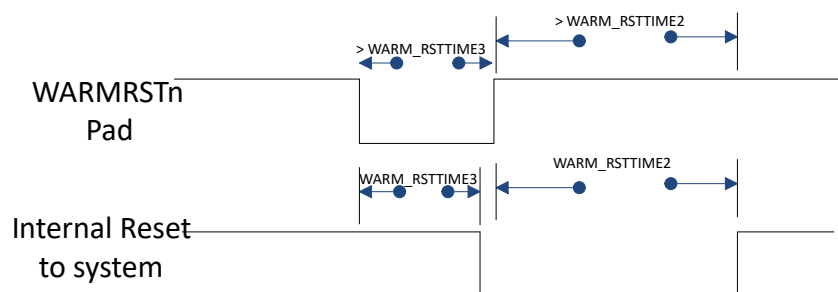 > WARM_RSTTIME2
> WARM_RSTTIME3
WARMRSTn
Pad
WARM_RSTTIME3
WARM_RSTTIME2
Internal Reset
to system